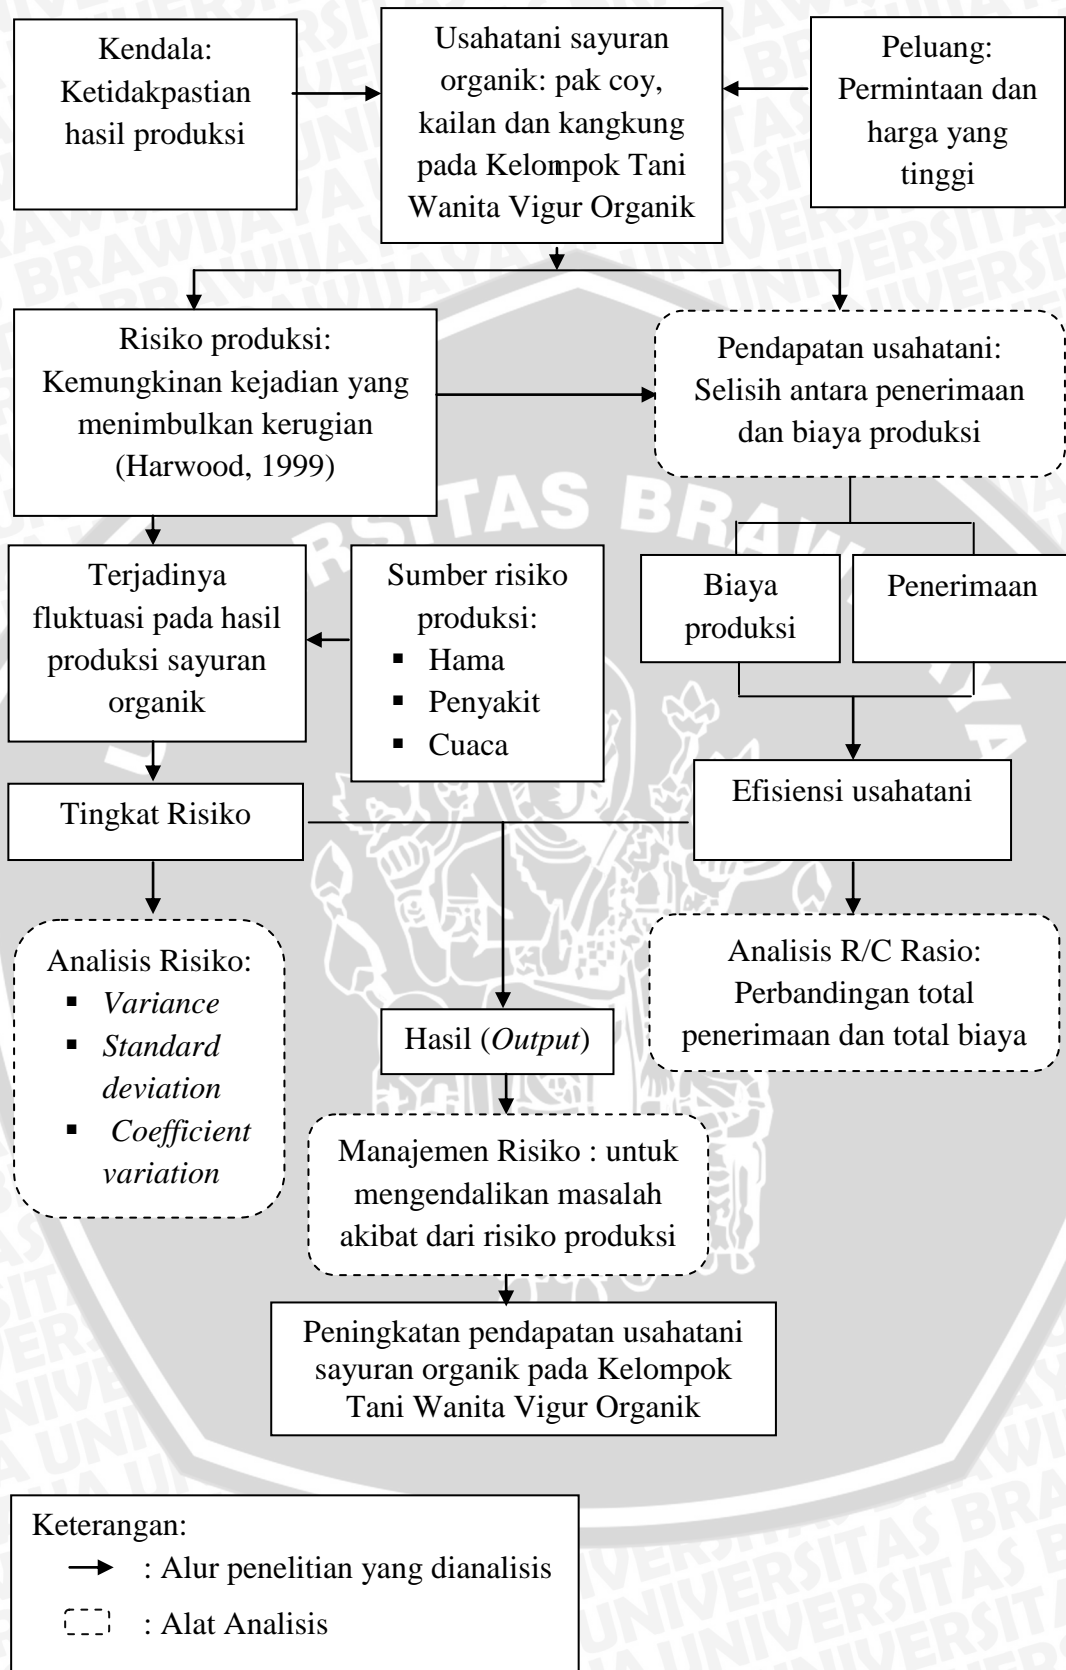 Kendala:
Ketidakpastian
hasil produksi
Usahatani sayuran
organik: pak coy,
kailan dan kangkung
pada Kelompok Tani
Wanita Vigur Organik
Peluang:
Permintaan dan
harga yang
tinggi
Risiko produksi:
Kemungkinan kejadian yang
menimbulkan kerugian
(Harwood, 1999)
Pendapatan usahatani:
Selisih antara penerimaan
dan biaya produksi
Terjadinya
fluktuasi pada hasil
produksi sayuran
organik
Sumber risiko
produksi:
▪ Hama
▪ Penyakit
▪ Cuaca
Biaya
produksi
Penerimaan
Tingkat Risiko
Efisiensi usahatani
Analisis Risiko:
▪ Variance
▪ Standard
deviation
▪ Coefficient
variation
Hasil (Output)
Analisis R/C Rasio:
Perbandingan total
penerimaan dan total biaya
Manajemen Risiko : untuk
mengendalikan masalah
akibat dari risiko produksi
Peningkatan pendapatan usahatani
sayuran organik pada Kelompok
Tani Wanita Vigur Organik
Keterangan:
: Alur penelitian yang dianalisis
: Alat Analisis